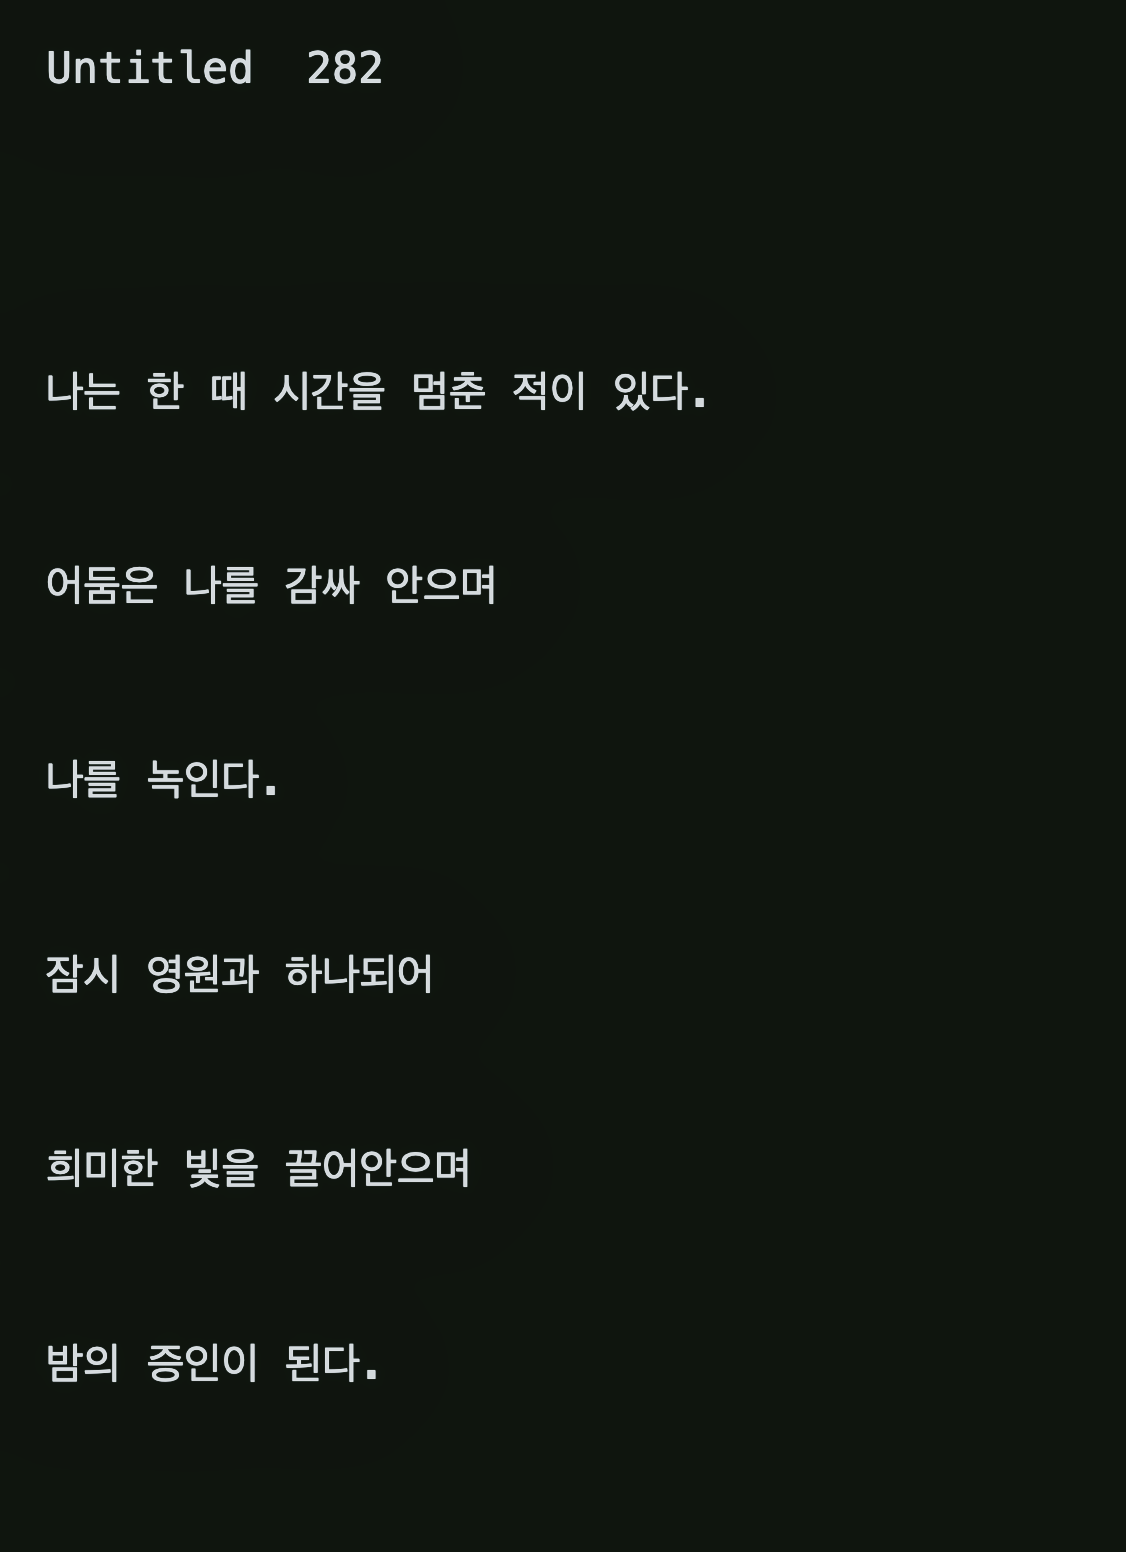 Untitled 282
나는 한 때 시간을 멈춘 적이 있다.
어둠은 나를 감싸 안으며
나를 녹인다.
잠시 영원과 하나되어
희미한 빛을 끌어안으며
밤의 증인이 된다.